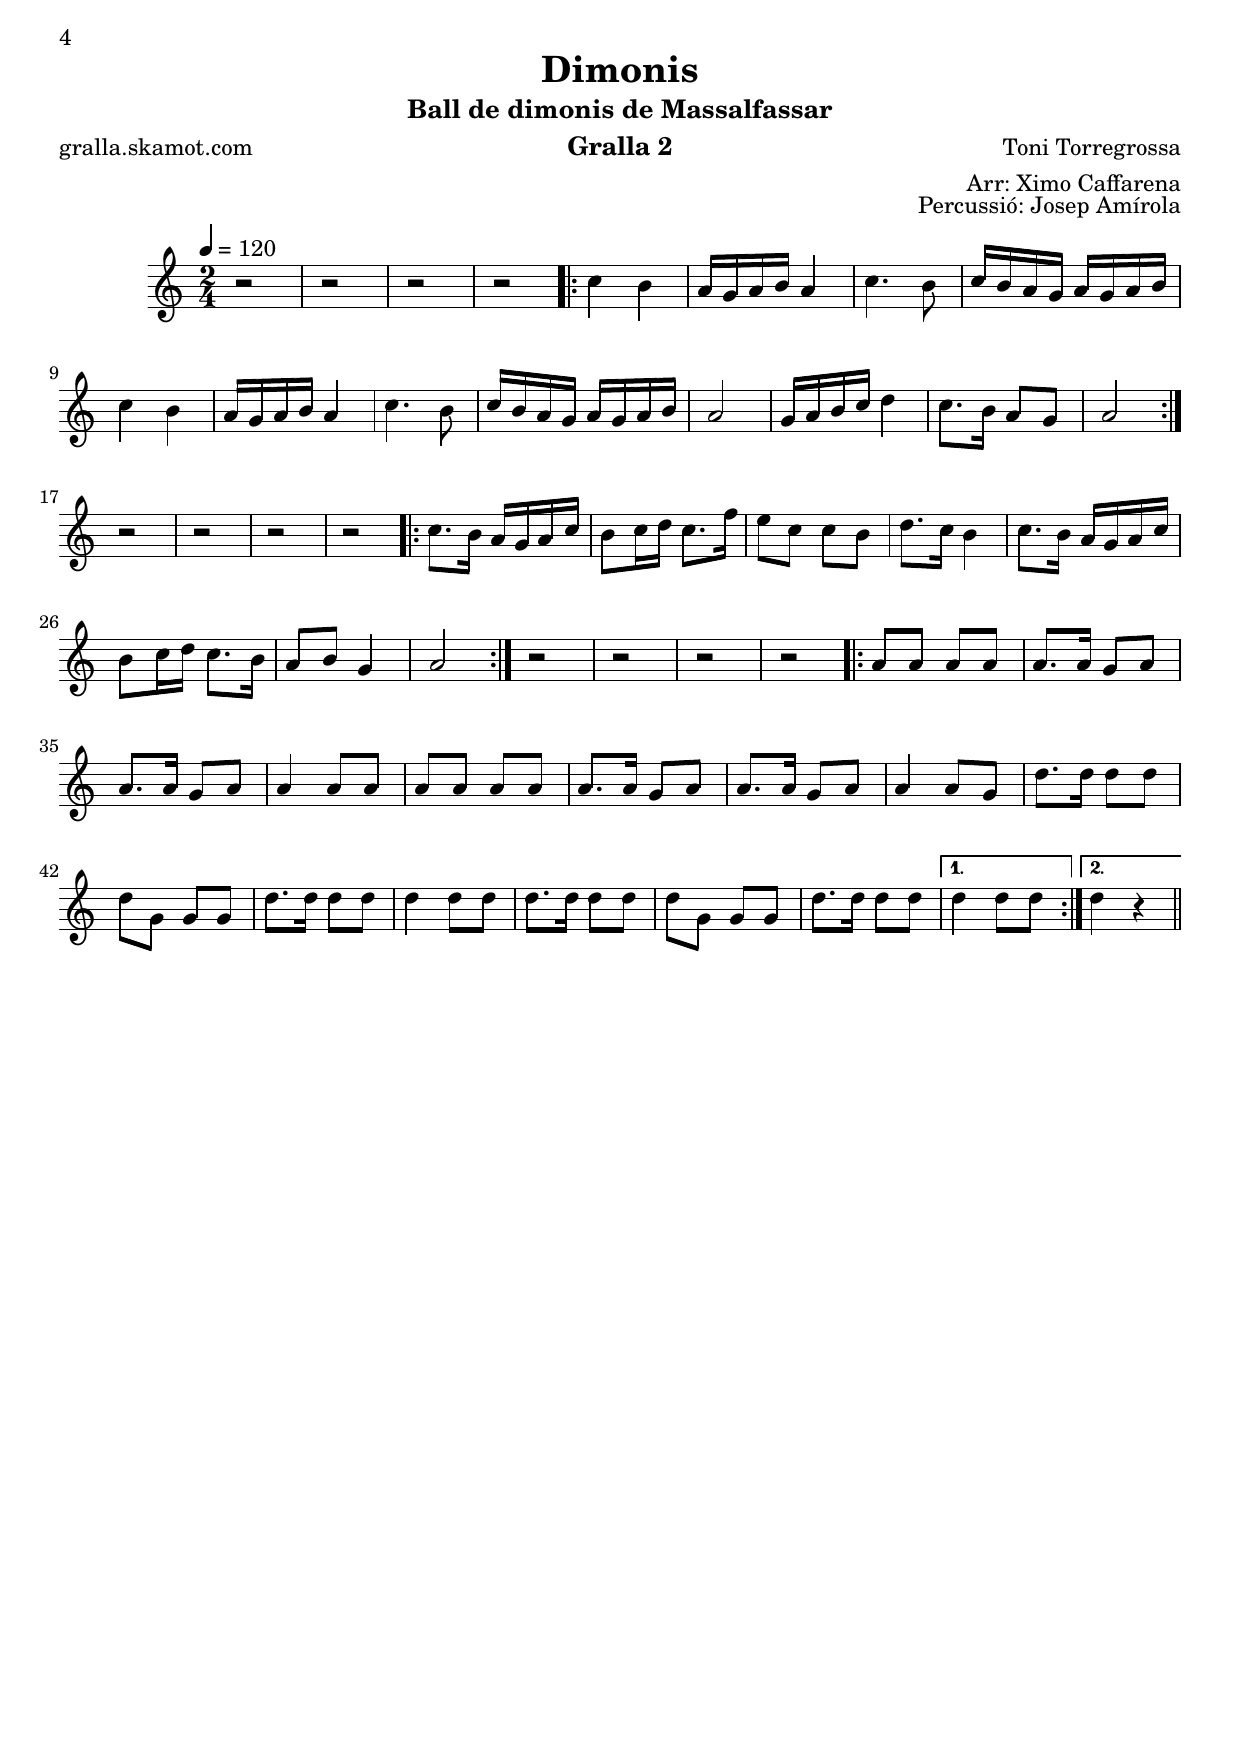 4
Dimonis
Ball de dimonis de Massalfassar
gralla.skamot.com Gralla 2 Toni Torregrossa
Arr: Ximo Caffarena
Percussió: Josep Amírola
= 120
2
4
9
17
26
35
42
1. 2.